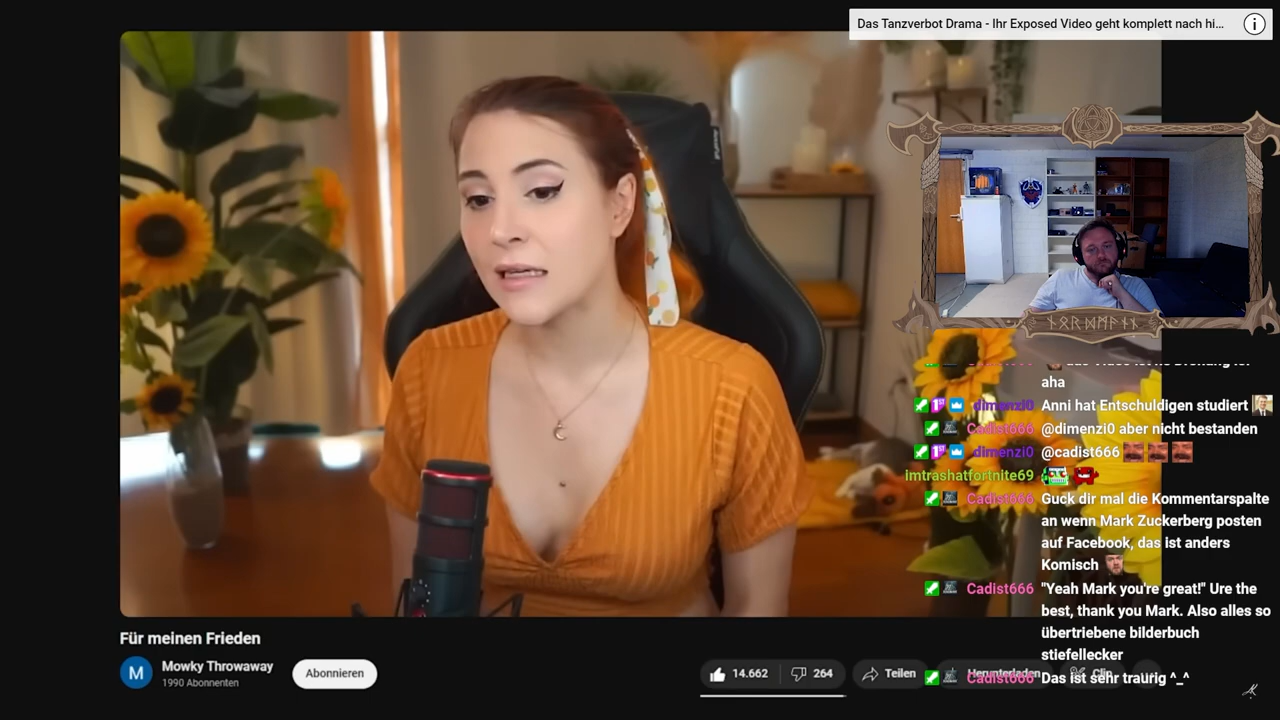 Das Tanzverbot Drama - Ihr Exposed Video geht komplett nach hi...
ᚾᛟᚱᛞᛗᚨᚾᚾ
aha
dimenzi0 Anni hat Entschuldigen studiert
Cadist666 @dimenzi0 aber nicht bestanden
dimenzi0 @cadist666
imtrashatfortnite69
Cadist666 Guck dir mal die Kommentarspalte
an wenn Mark Zuckerberg posten
auf Facebook, das ist anders
Komisch
Cadist666 "Yeah Mark you're great!" Ure the
best, thank you Mark. Also alles so
übertriebene bilderbuch
stiefellecker
Cadist666 Das ist sehr traurig ^_^
Für meinen Frieden
M
Mowky Throwaway
1990 Abonnenten
Abonnieren
14.662
264
Teilen
Herunterladen
Clip